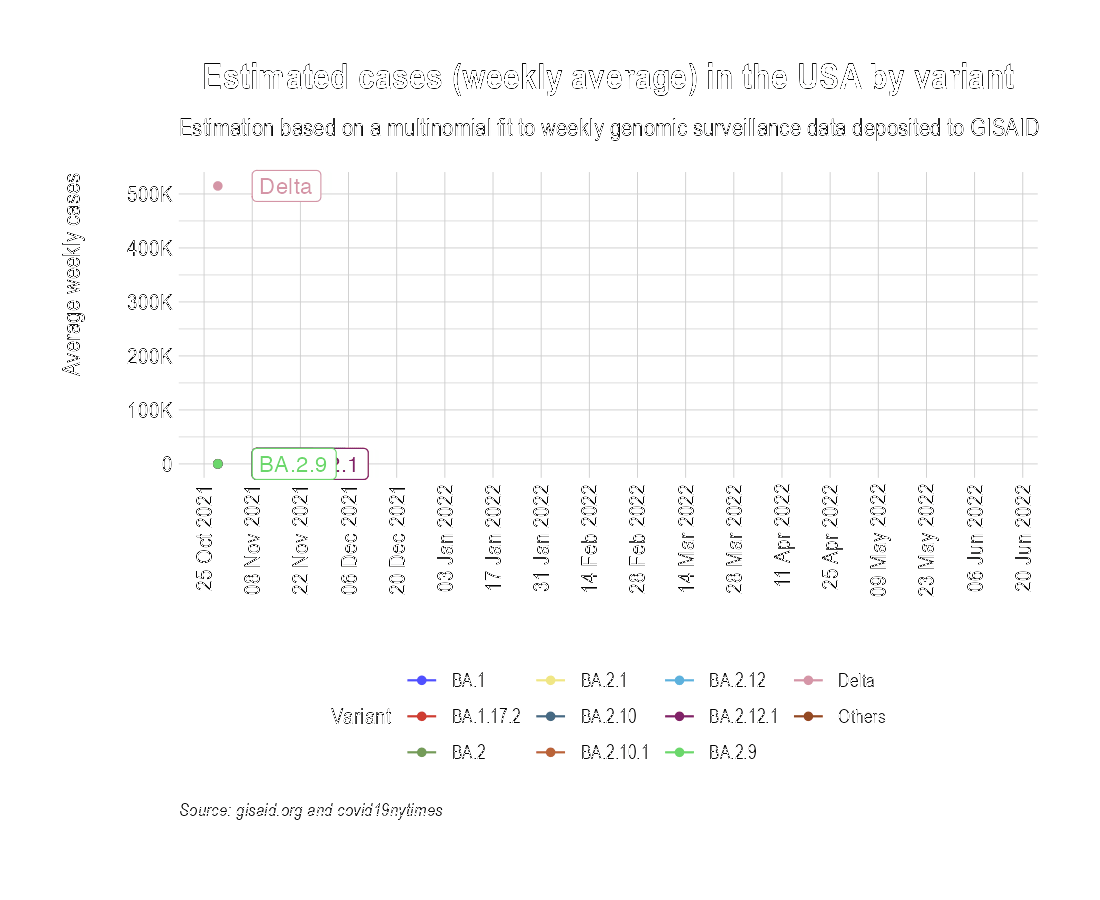 Estimated cases (weekly average) in the USA by variant
Estimation based on a multinomial fit to weekly genomic surveillance data deposited to GISAID
Average weekly cases
500K
400K
300K
200K
100K
0
Delta
BA.2.9
2.1
25 Oct 2021
08 Nov 2021
22 Nov 2021
06 Dec 2021
20 Dec 2021
03 Jan 2022
17 Jan 2022
31 Jan 2022
14 Feb 2022
28 Feb 2022
14 Mar 2022
28 Mar 2022
11 Apr 2022
25 Apr 2022
09 May 2022
23 May 2022
06 Jun 2022
20 Jun 2022
Variant
BA.1
BA.2.1
BA.2.12
Delta
BA.1.17.2
BA.2.10
BA.2.12.1
Others
BA.2
BA.2.10.1
BA.2.9
Source: gisaid.org and covid19nytimes